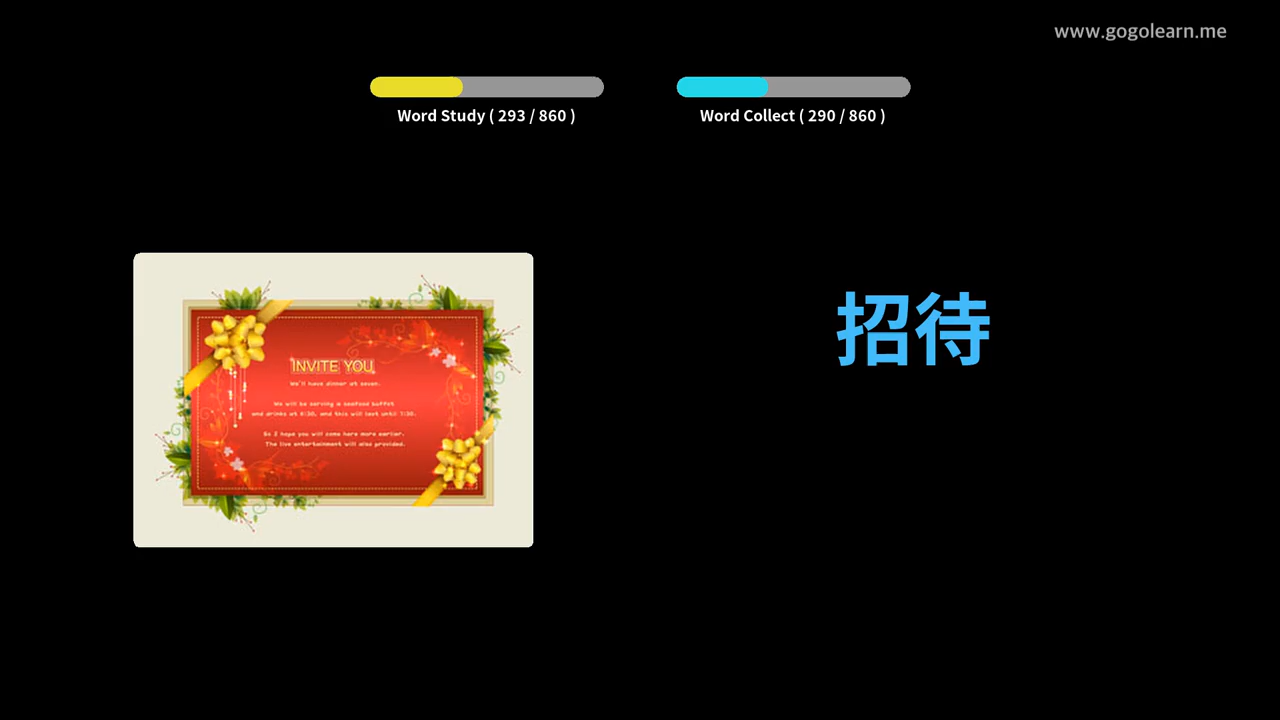 www.gogolearn.me
Word Study ( 293 / 860 )
Word Collect ( 290 / 860 )
招待
INVITE YOU
We'll have dinner at seven.
We will be serving a seafood buffet
and drinks at 6:30, and this will last until 7:30.
So I hope you will come here more earlier.
The live entertainment will also provided.